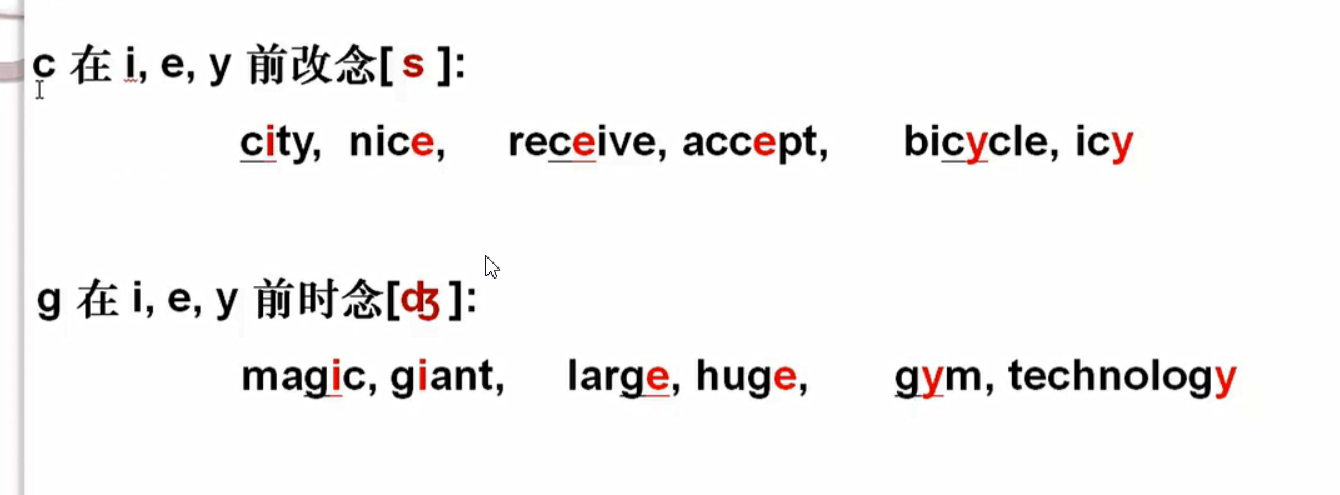 c 在 i, e, y 前改念[ s ]:
city, nice, receive, accept, bicycle, icy
g 在 i, e, y 前时念[ʤ ]:
magic, giant, large, huge, gym, technology